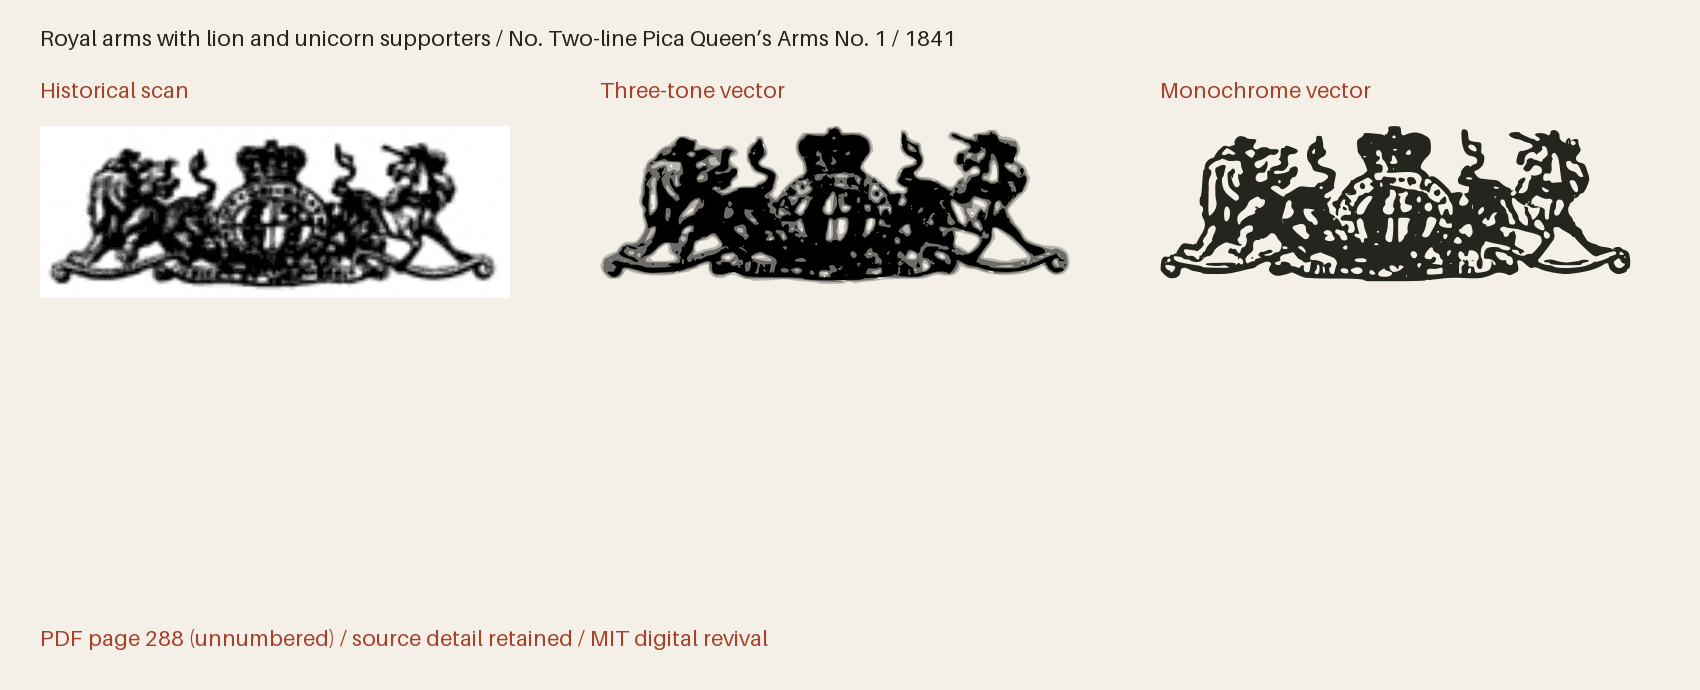 Royal arms with lion and unicorn supporters / No. Two-line Pica Queen’s Arms No. 1 / 1841
Historical scan
Three-tone vector
Monochrome vector
PDF page 288 (unnumbered) / source detail retained / MIT digital revival